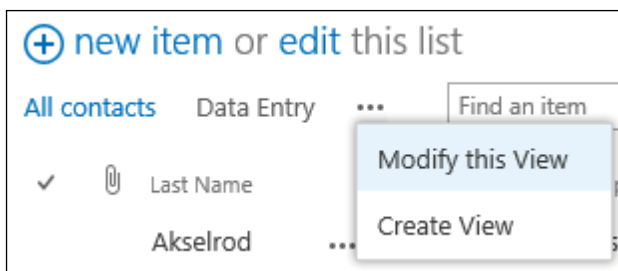 new item or edit this list
All contacts Data Entry ... Find an item
Modify this View
Last Name
Create View
Akselrod ...